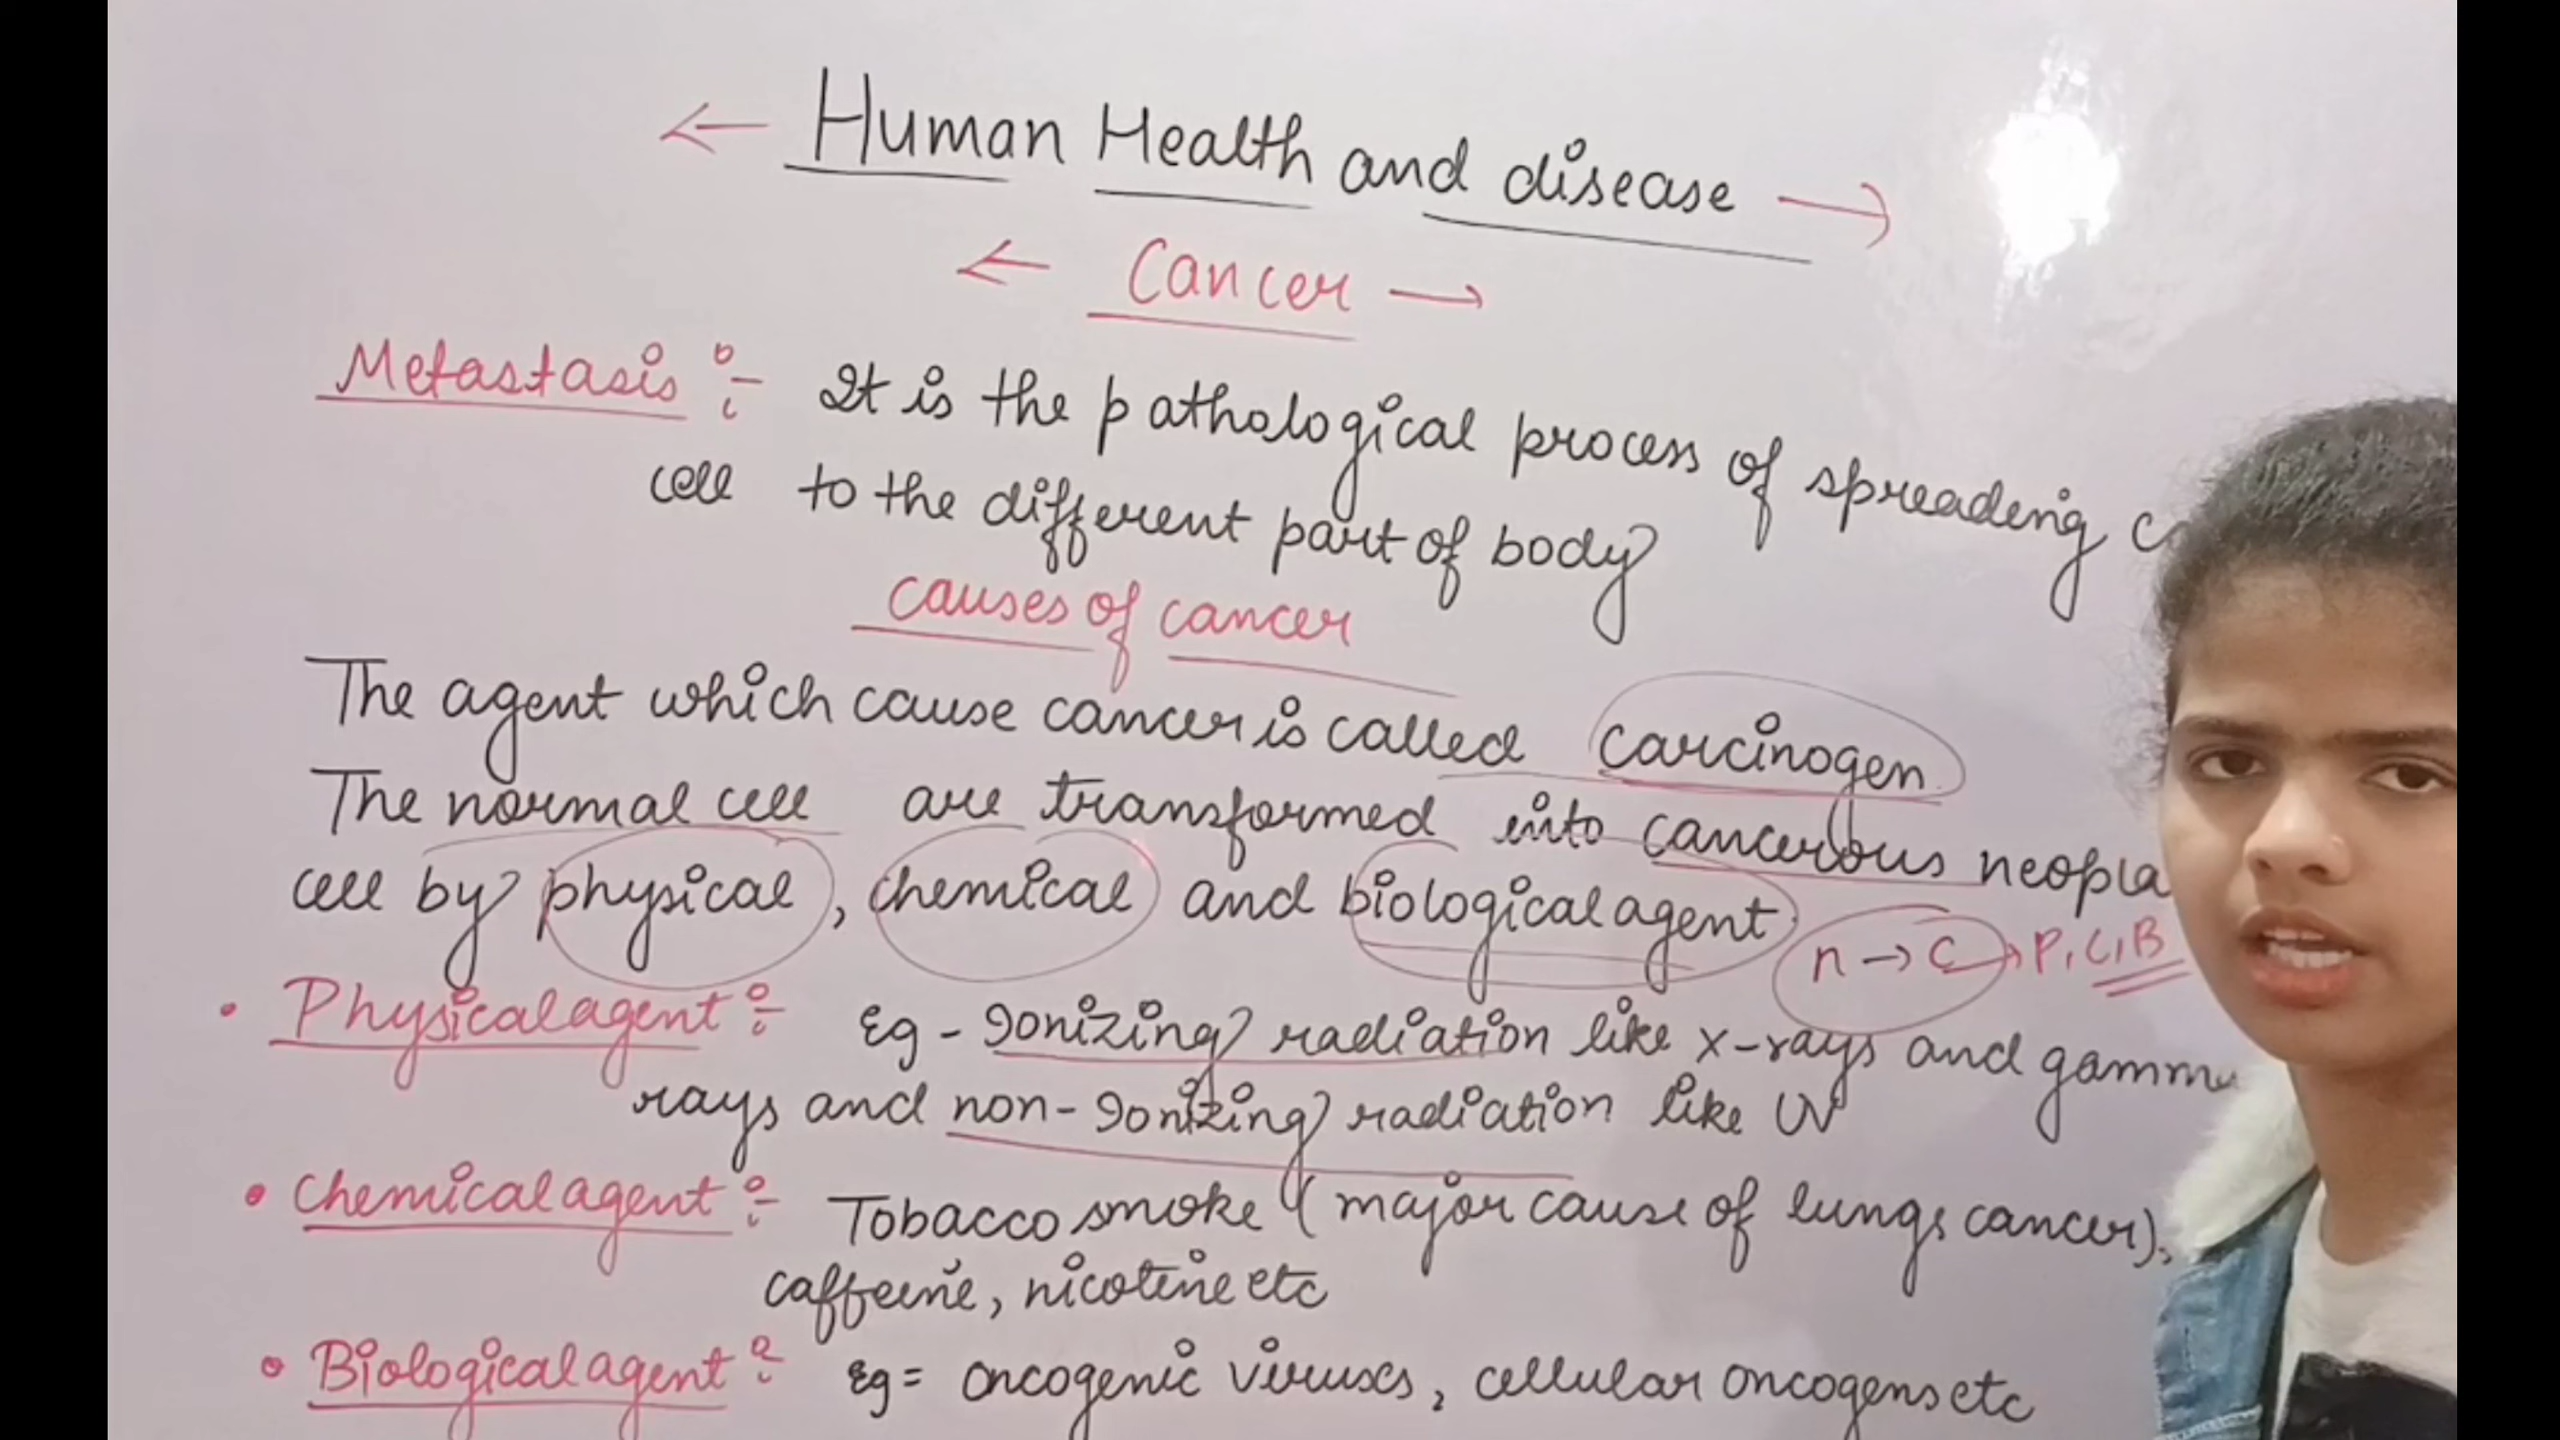 ← Human Health and disease →
← Cancer →
Metastasis :- It is the pathological process of spreading
cell to the different part of body
causes of cancer
The agent which cause cancer is called carcinogen
The normal cell are transformed into cancerous neopla
cell by physical, chemical and biological agent
n → c → P, C, B
• Physical agent :- Eg - Ionizing radiation like x-rays and gamma
rays and non-Ionizing radiation like UV
• Chemical agent :- Tobacco smoke (major cause of lungs cancer),
caffeine, nicotine etc
• Biological agent :- Eg = oncogenic viruses, cellular oncogens etc